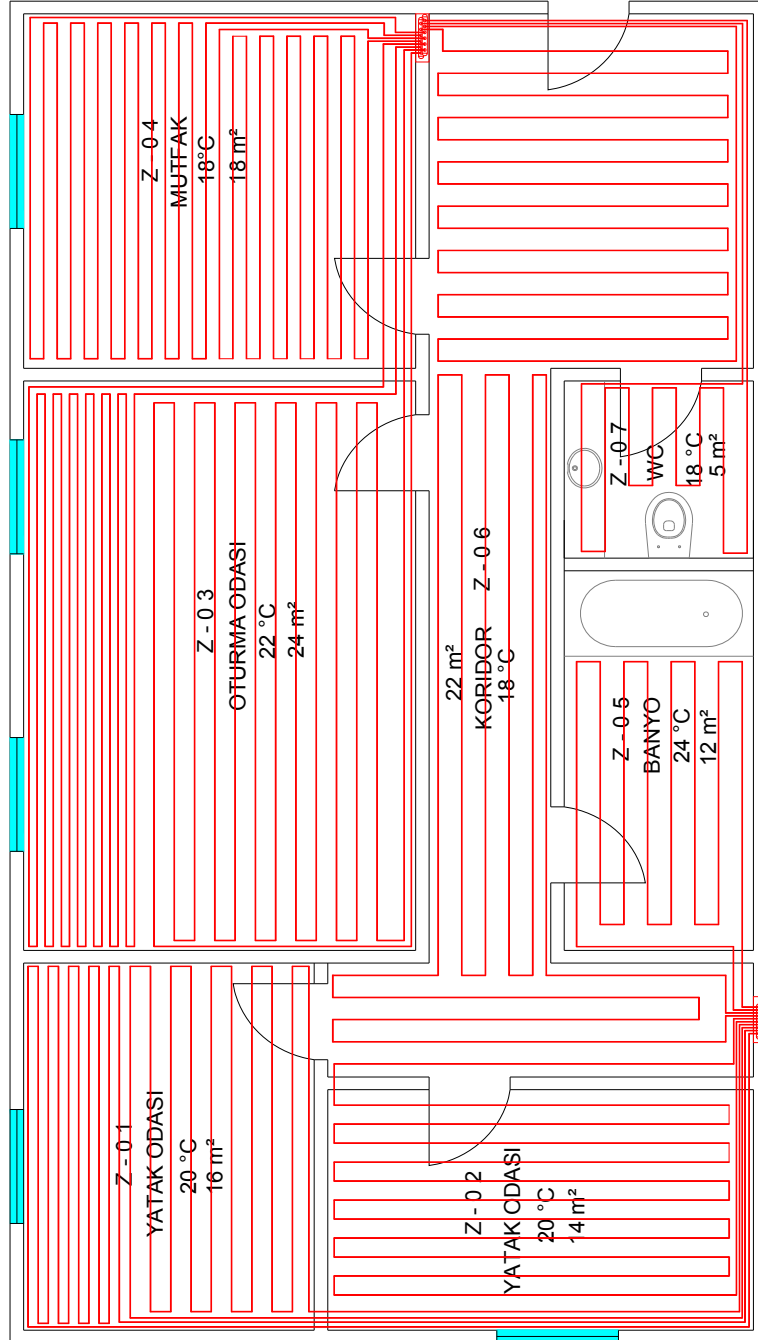 Z - 0 4
MUTFAK
18°C
18 m²
Z - 0 3
OTURMA ODASI
22 °C
24 m²
22 m²
KORIDOR Z - 0 6
18 °C
Z - 0 7
WC
18 °C
5 m²
Z - 0 5
BANYO
24 °C
12 m²
Z - 0 1
YATAK ODASI
20 °C
16 m²
Z - 0 2
YATAK ODASI
20 °C
14 m²